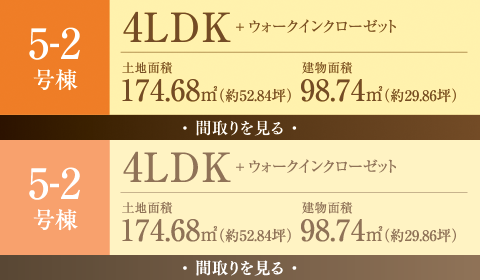 5-2
号棟
4LDK + ウォークインクローゼット
土地面積 建物面積
174.68㎡(約52.84坪) 98.74㎡(約29.86坪)
・ 間取りを見る ・
5-2
号棟
4LDK + ウォークインクローゼット
土地面積 建物面積
174.68㎡(約52.84坪) 98.74㎡(約29.86坪)
・ 間取りを見る ・